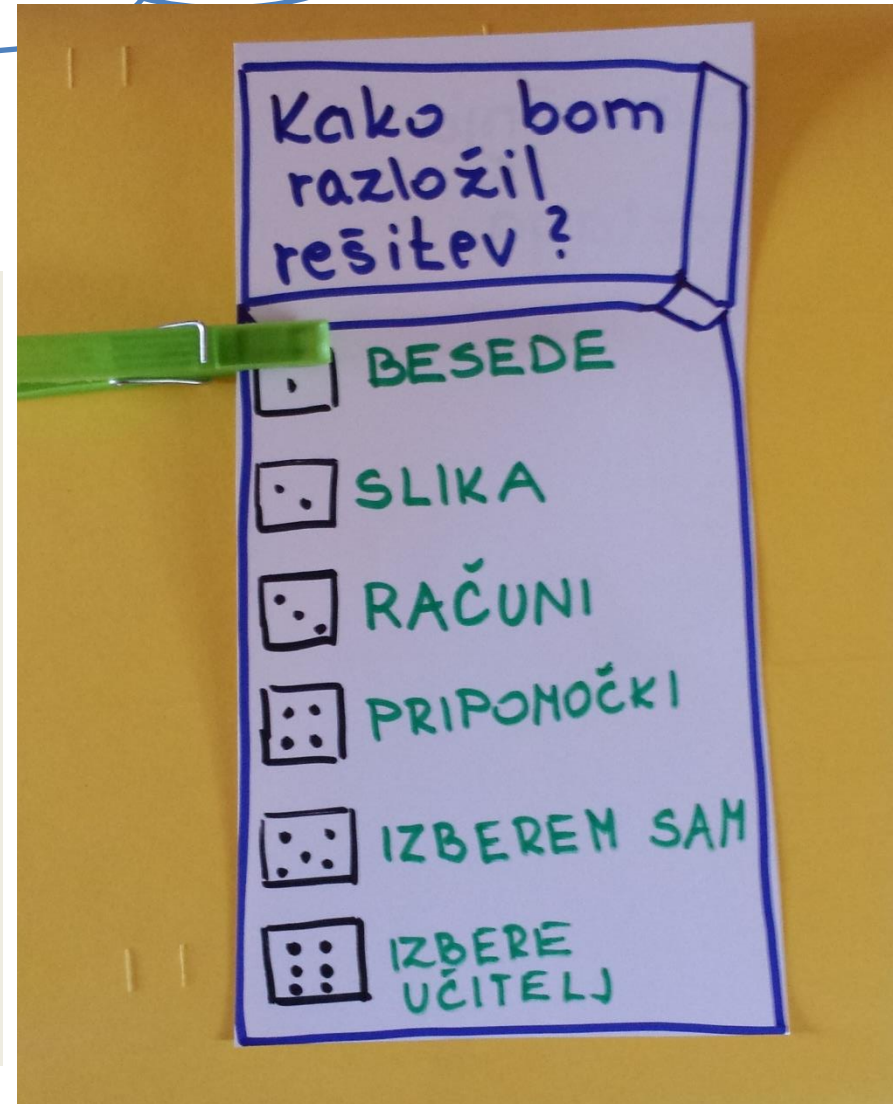 Kako bom
razložil
rešitev?
BESEDE
SLIKA
RAČUNI
PRIPOMOČKI
IZBEREM SAM
IZBERE
UČITELJ